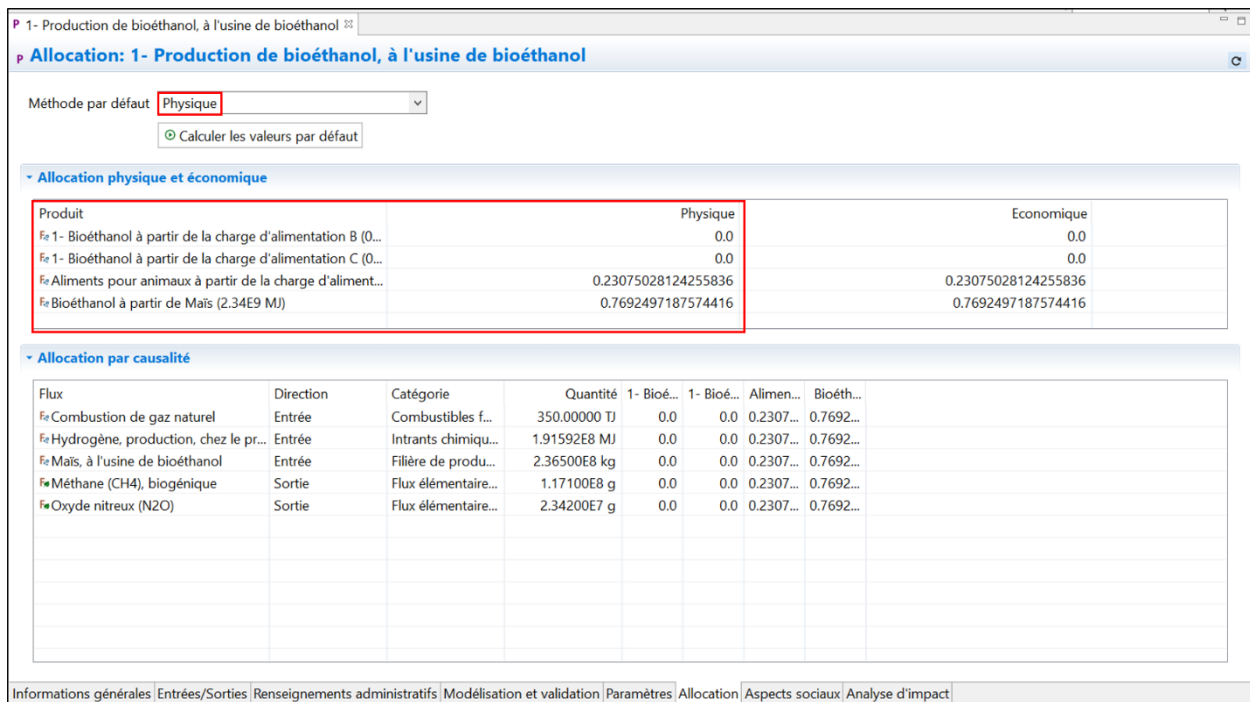 P 1- Production de bioéthanol, à l'usine de bioéthanol
P Allocation: 1- Production de bioéthanol, à l'usine de bioéthanol
Méthode par défaut Physique
Calculer les valeurs par défaut
Allocation physique et économique
Produit Physique Economique
Fe 1- Bioéthanol à partir de la charge d'alimentation B (0... 0.0 0.0
Fe 1- Bioéthanol à partir de la charge d'alimentation C (0... 0.0 0.0
Fe Aliments pour animaux à partir de la charge d'aliment... 0.23075028124255836 0.23075028124255836
Fe Bioéthanol à partir de Maïs (2.34E9 MJ) 0.7692497187574416 0.7692497187574416
Allocation par causalité
Flux Direction Catégorie Quantité 1- Bioé... 1- Bioé... Alimen... Bioéth...
Fe Combustion de gaz naturel Entrée Combustibles f... 350.00000 TJ 0.0 0.0 0.2307... 0.7692...
Fe Hydrogène, production, chez le pr... Entrée Intrants chimiqu... 1.91592E8 MJ 0.0 0.0 0.2307... 0.7692...
Fe Maïs, à l'usine de bioéthanol Entrée Filière de produ... 2.36500E8 kg 0.0 0.0 0.2307... 0.7692...
Fe Méthane (CH4), biogénique Sortie Flux élémentaire... 1.17100E8 g 0.0 0.0 0.2307... 0.7692...
Fe Oxyde nitreux (N2O) Sortie Flux élémentaire... 2.34200E7 g 0.0 0.0 0.2307... 0.7692...
Informations générales Entrées/Sorties Renseignements administratifs Modélisation et validation Paramètres Allocation Aspects sociaux Analyse d'impact